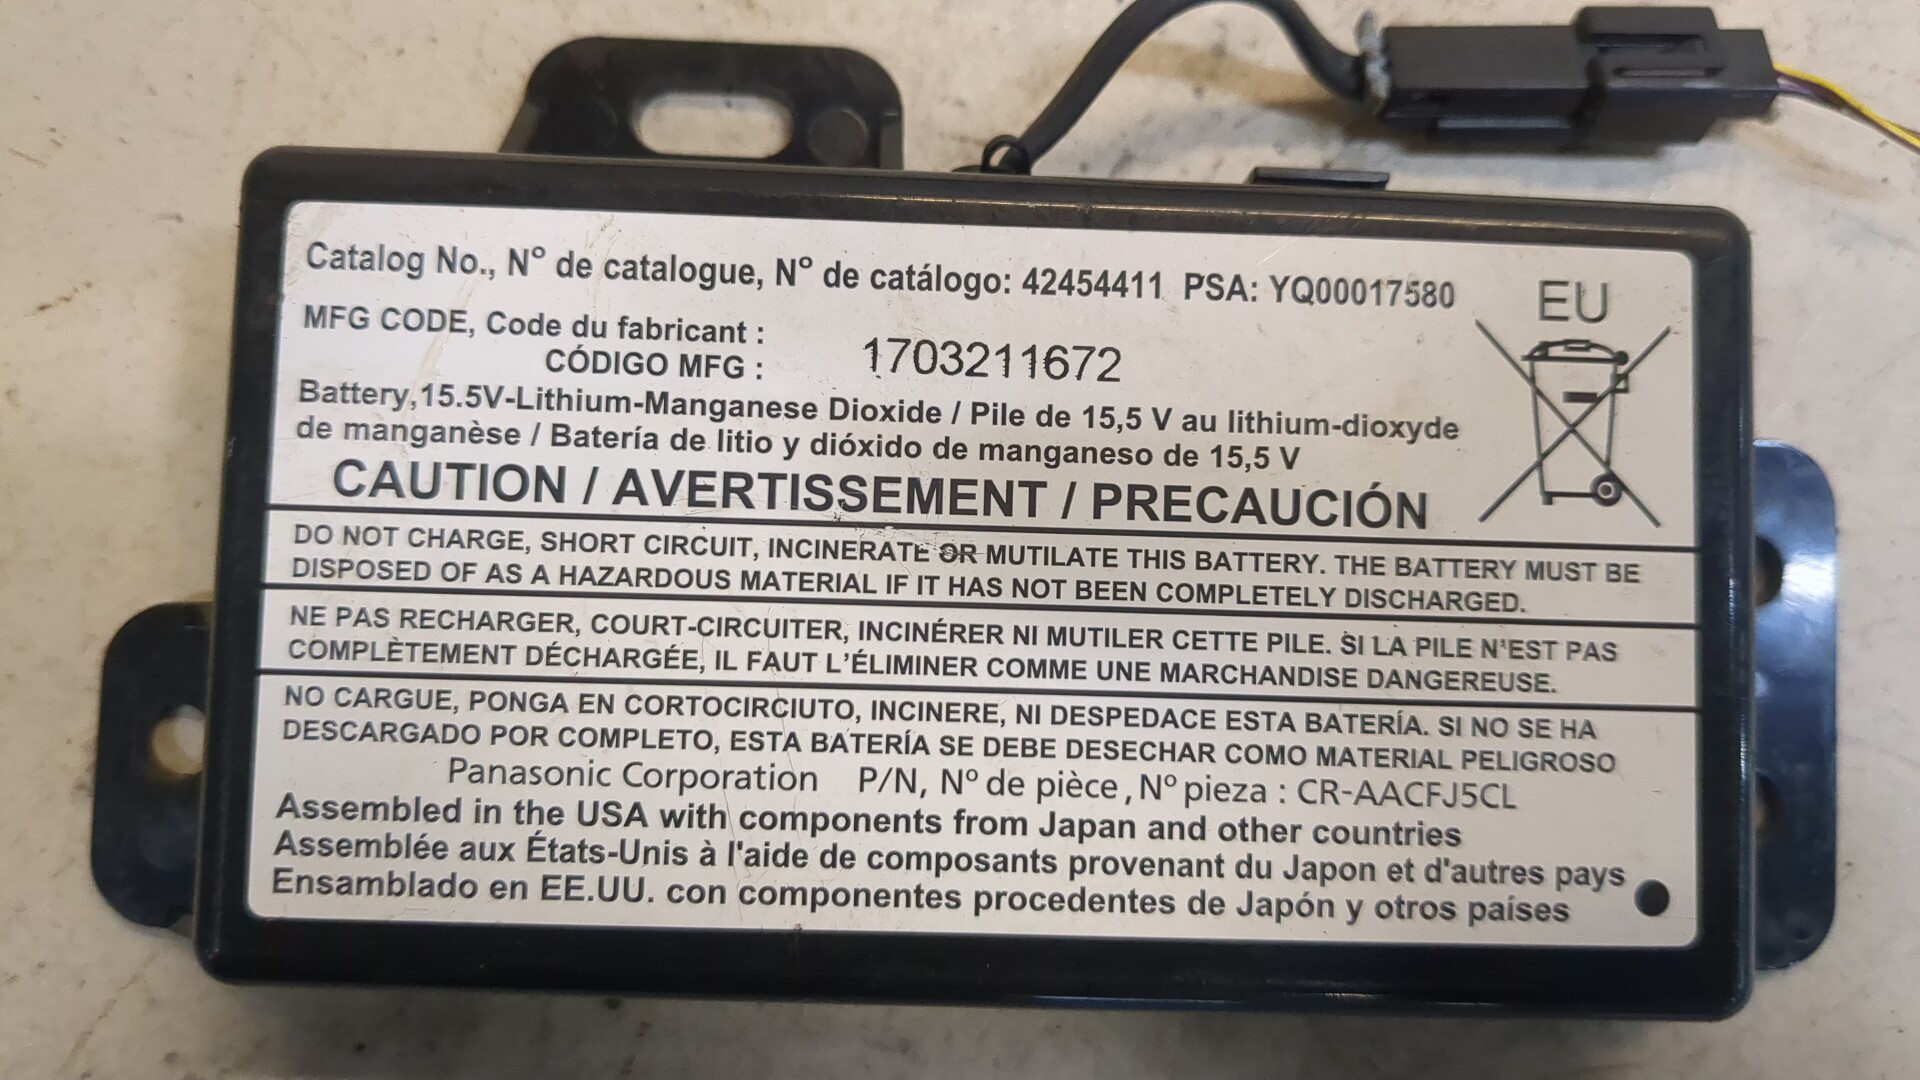 Catalog No., Nº de catalogue, Nº de catálogo: 42454411 PSA: YQ00017580
EU
MFG CODE, Code du fabricant :
CÓDIGO MFG :
1703211672
Battery,15.5V-Lithium-Manganese Dioxide / Pile de 15,5 V au lithium-dioxyde
de manganèse / Batería de litio y dióxido de manganeso de 15,5 V
CAUTION / AVERTISSEMENT / PRECAUCIÓN
DO NOT CHARGE, SHORT CIRCUIT, INCINERATE OR MUTILATE THIS BATTERY. THE BATTERY MUST BE
DISPOSED OF AS A HAZARDOUS MATERIAL IF IT HAS NOT BEEN COMPLETELY DISCHARGED.
NE PAS RECHARGER, COURT-CIRCUITER, INCINÉRER NI MUTILER CETTE PILE. SI LA PILE N'EST PAS
COMPLÈTEMENT DÉCHARGÉE, IL FAUT L'ÉLIMINER COMME UNE MARCHANDISE DANGEREUSE.
NO CARGUE, PONGA EN CORTOCIRCIUTO, INCINERE, NI DESPEDACE ESTA BATERÍA. SI NO SE HA
DESCARGADO POR COMPLETO, ESTA BATERÍA SE DEBE DESECHAR COMO MATERIAL PELIGROSO
Panasonic Corporation P/N, Nº de pièce, Nº pieza : CR-AACFJ5CL
Assembled in the USA with components from Japan and other countries
Assemblée aux États-Unis à l'aide de composants provenant du Japon et d'autres pays
Ensamblado en EE.UU. con componentes procedentes de Japón y otros países